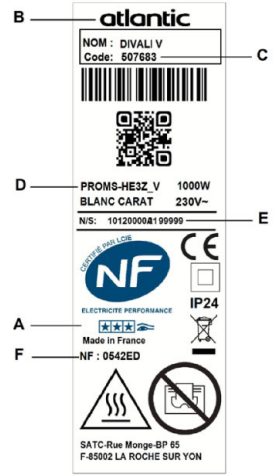 B
atlantic
NOM : DIVALI V
Code: 507683
C
D
PROMS-HE3Z_V 1000W
BLANC CARAT 230V~
N/S: 10120000A199999
E
CERTIFIÉ PAR LCIE
NF
ELECTRICITE PERFORMANCE
CE
IP24
A
Made in France
F
NF : 0542ED
SATC-Rue Monge-BP 65
F-85002 LA ROCHE SUR YON